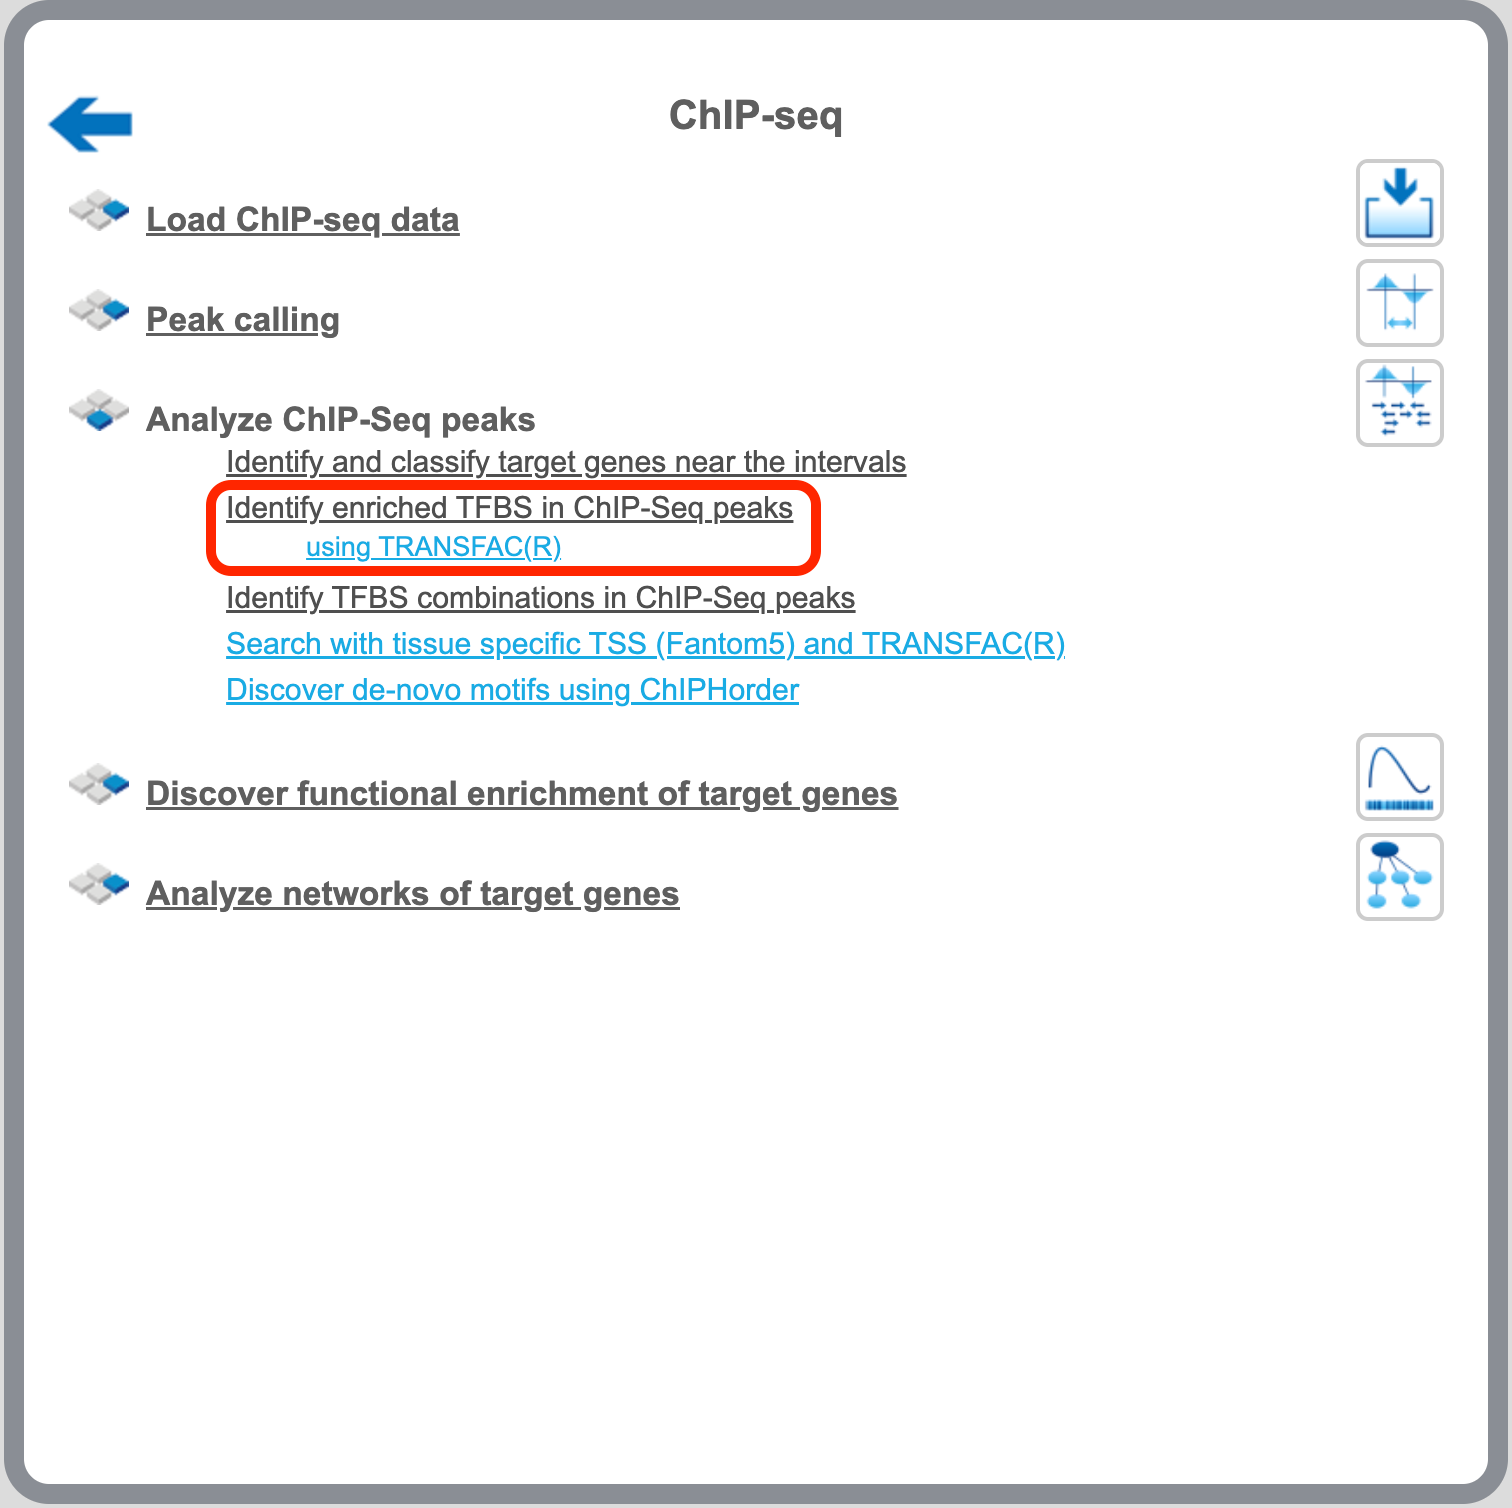 ChIP-seq
Load ChIP-seq data
Peak calling
Analyze ChIP-Seq peaks
Identify and classify target genes near the intervals
Identify enriched TFBS in ChIP-Seq peaks
using TRANSFAC(R)
Identify TFBS combinations in ChIP-Seq peaks
Search with tissue specific TSS (Fantom5) and TRANSFAC(R)
Discover de-novo motifs using ChIPHorder
Discover functional enrichment of target genes
Analyze networks of target genes